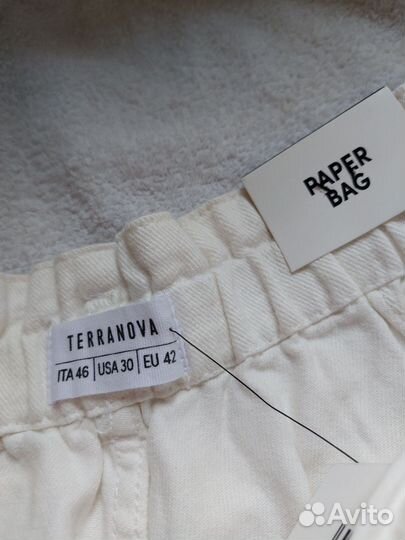 PAPER
BAG
TERRANOVA
ITA 46 | USA 30 | EU 42
Avito